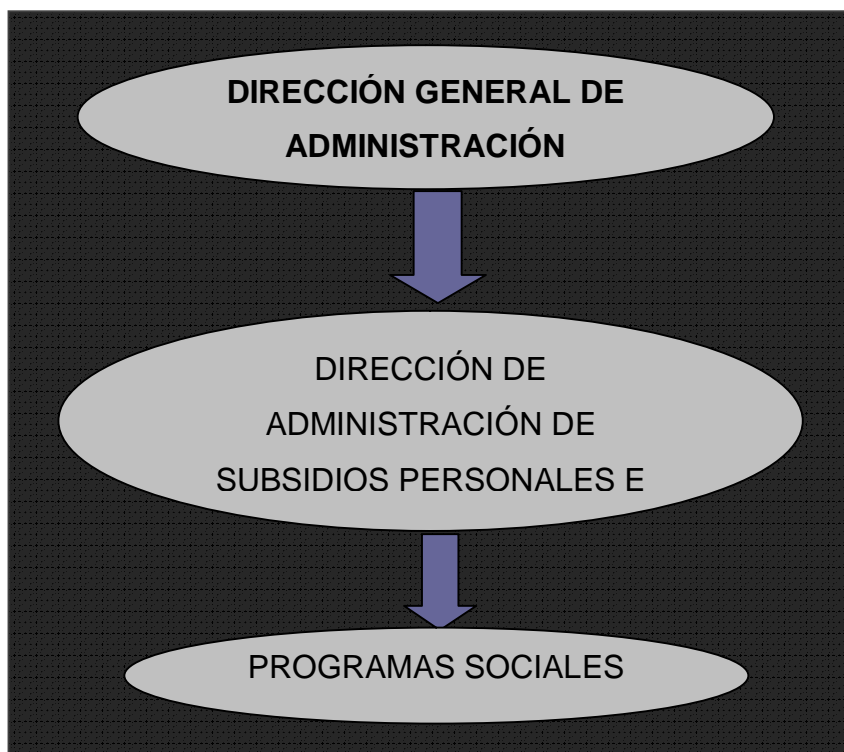 DIRECCIÓN GENERAL DE
ADMINISTRACIÓN
DIRECCIÓN DE
ADMINISTRACIÓN DE
SUBSIDIOS PERSONALES E
PROGRAMAS SOCIALES